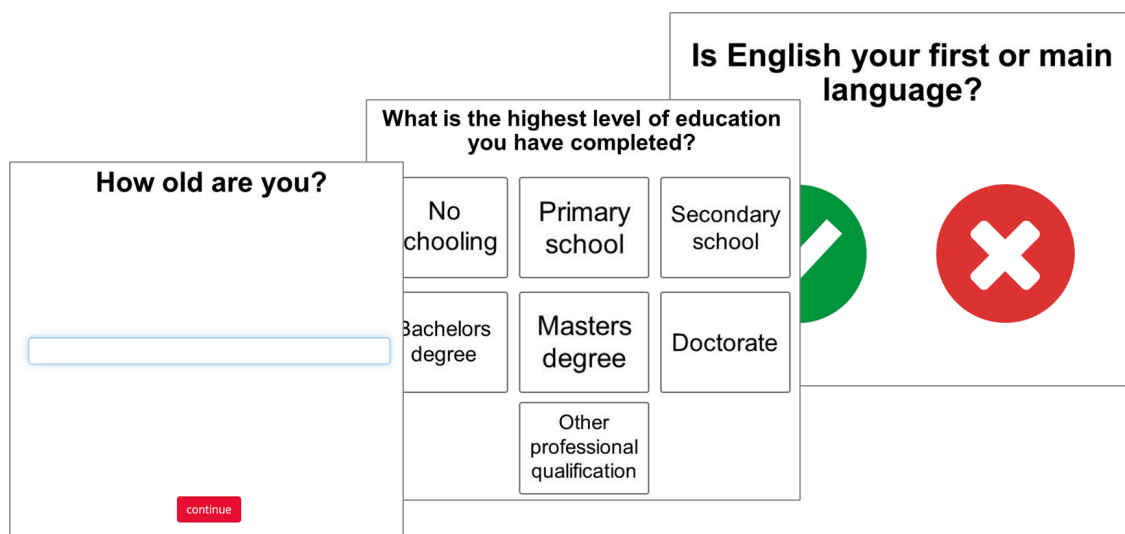 How old are you?
continue
What is the highest level of education
you have completed?
No
chooling
Primary
school
Secondary
school
Bachelors
degree
Masters
degree
Doctorate
Other
professional
qualification
Is English your first or main
language?